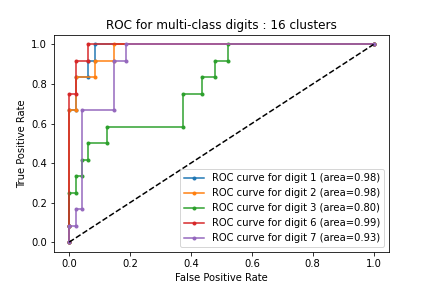 ROC for multi-class digits : 16 clusters
1.0
0.8
0.6
0.4
0.2
0.0
True Positive Rate
ROC curve for digit 1 (area=0.98)
ROC curve for digit 2 (area=0.98)
ROC curve for digit 3 (area=0.80)
ROC curve for digit 6 (area=0.99)
ROC curve for digit 7 (area=0.93)
0.0 0.2 0.4 0.6 0.8 1.0
False Positive Rate